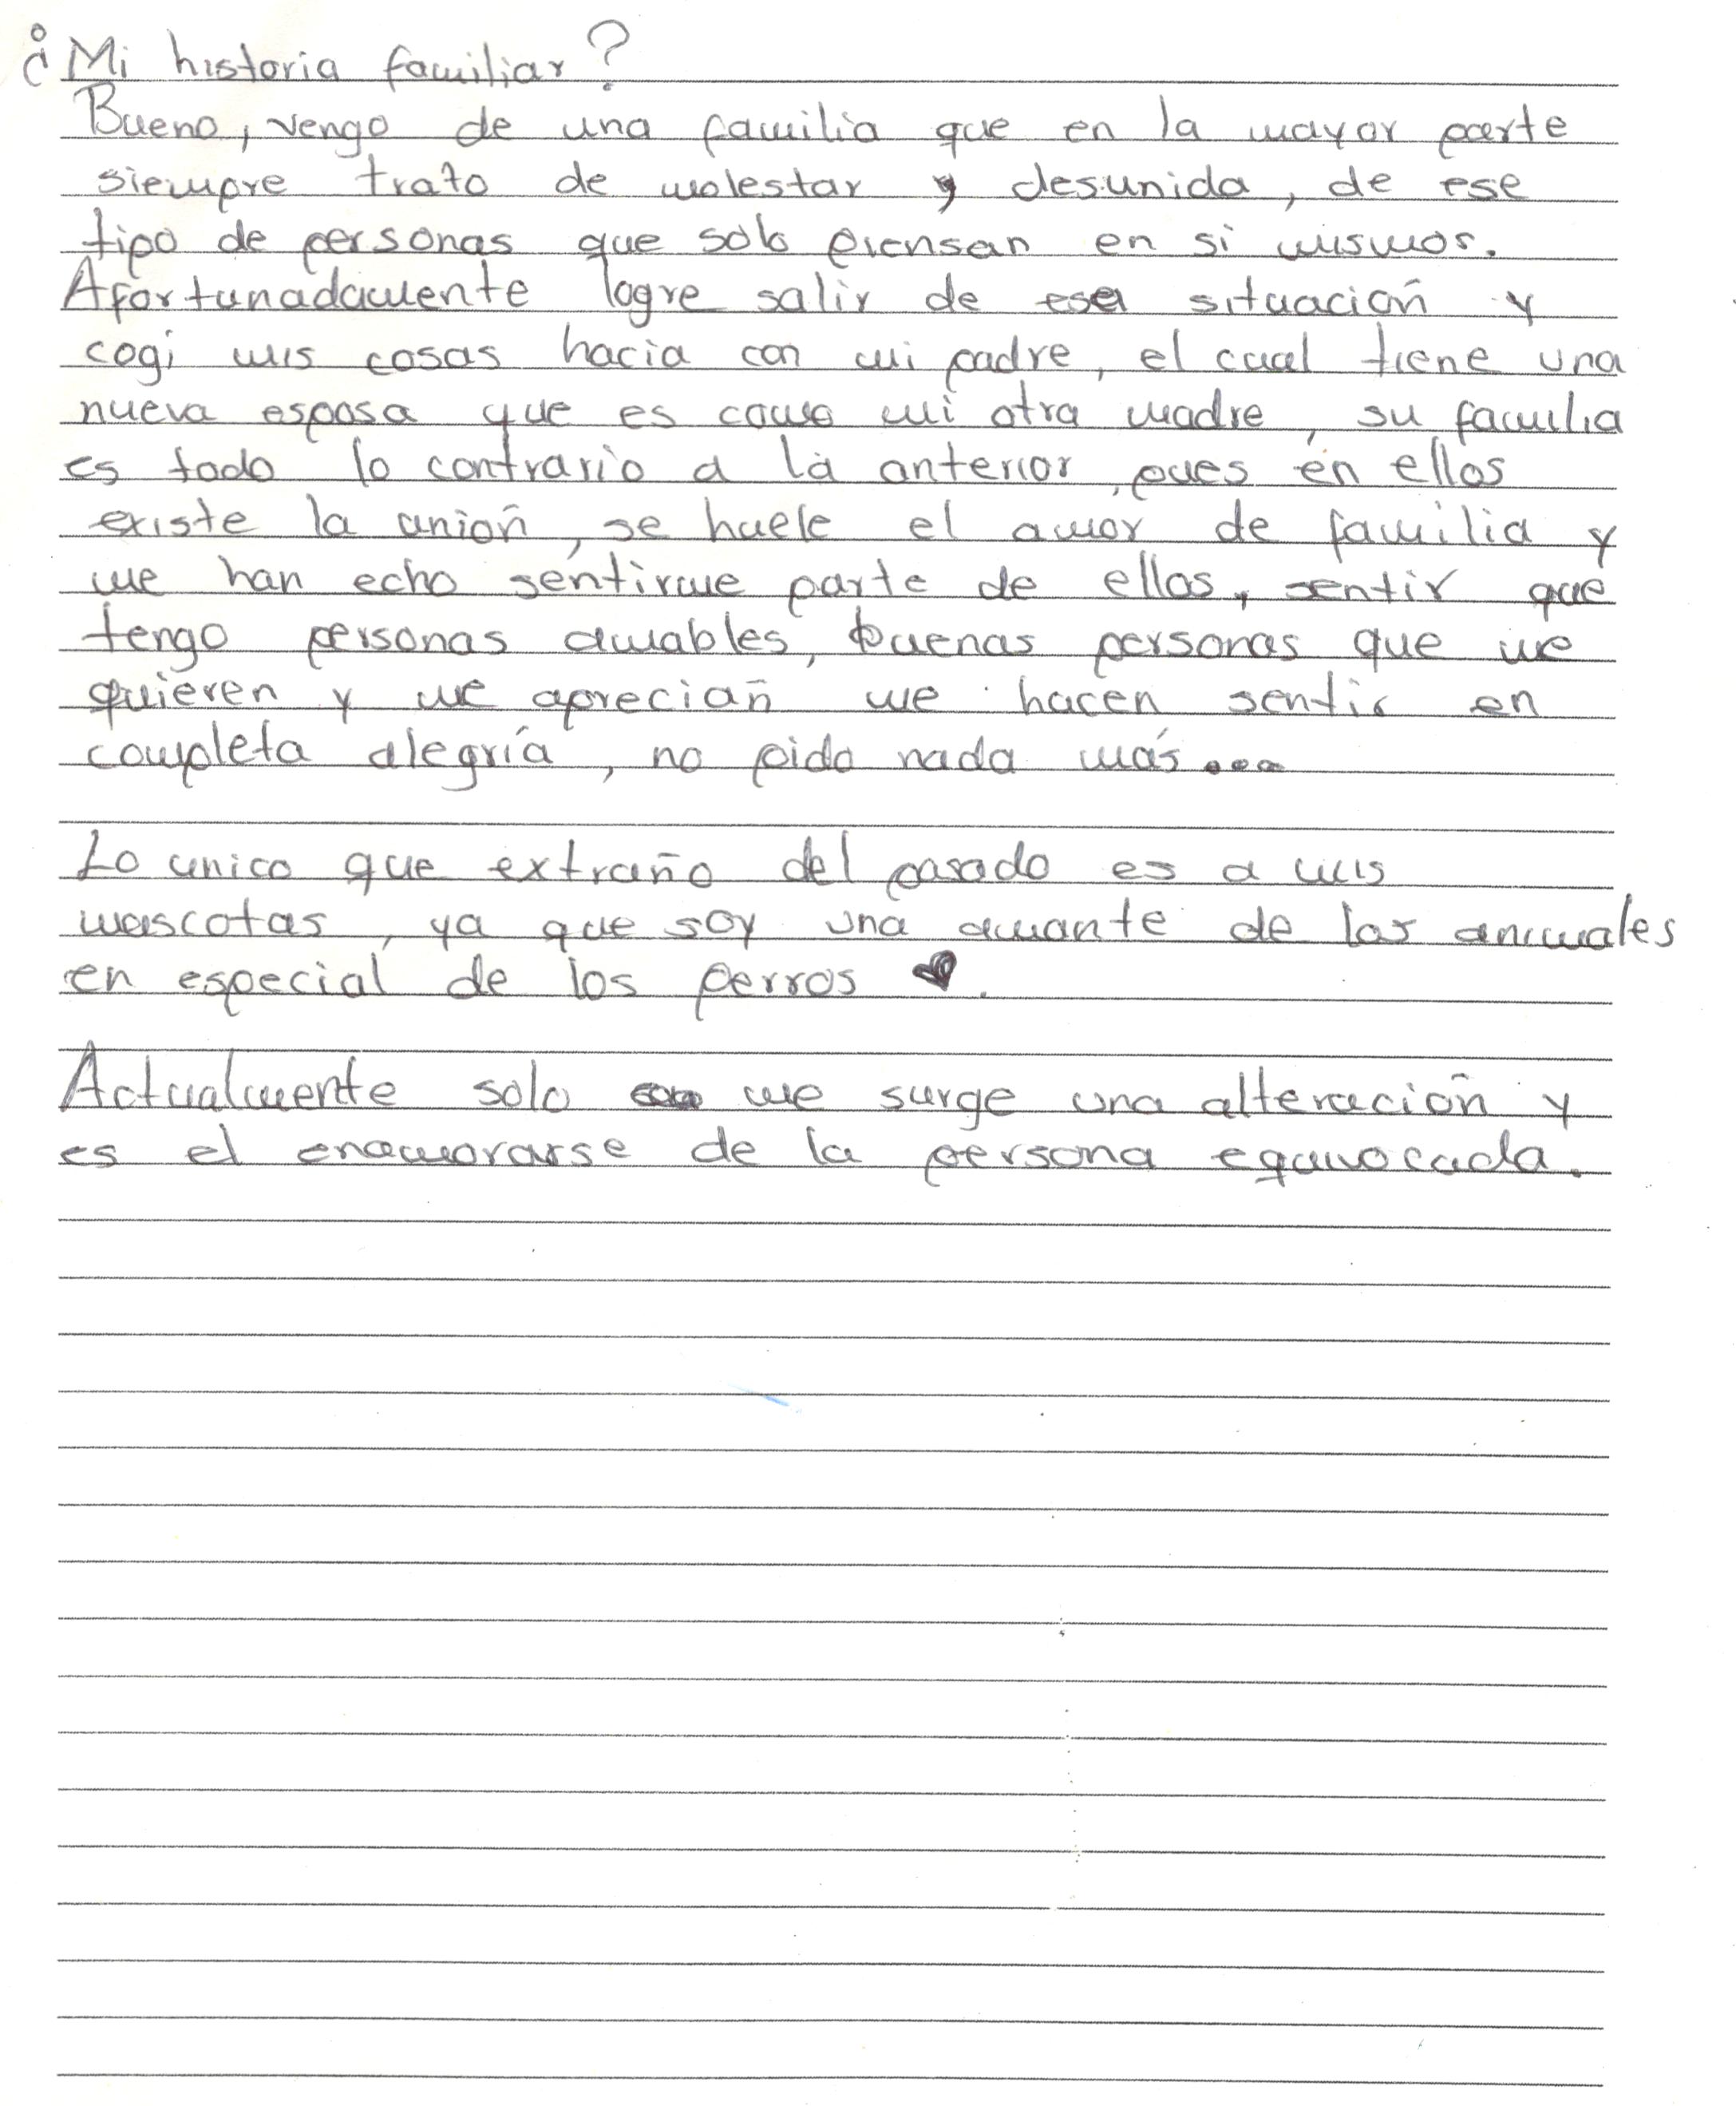 ¿Mi historia familiar?
Bueno, vengo de una familia que en la mayor parte
siempre trato de molestar y desunida, de ese
tipo de personas que solo piensan en si mismos.
Afortunadamente logre salir de esa situación y
cogi mis cosas hacia con mi padre, el cual tiene una
nueva esposa que es como mi otra madre, su familia
es todo lo contrario a la anterior, pues en ellos
existe la unión, se huele el amor de familia y
me han echo sentirme parte de ellos, sentir que
tengo personas amables, buenas personas que me
quieren y me aprecian me hacen sentir en
completa alegría, no pido nada más...
Lo unico que extraño del pasado es a mis
mascotas, ya que soy una amante de los animales
en especial de los perros ♥.
Actualmente solo me surge una alteración y
es el enamorarse de la persona equivocada.